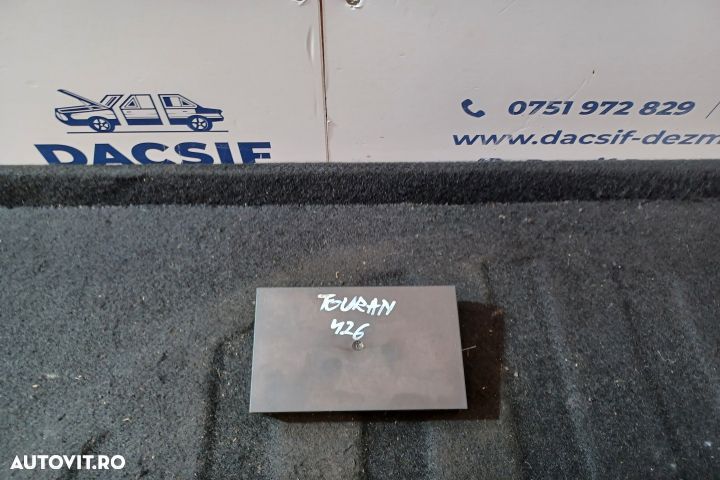 0751 972 829 /
www.dacsif-dezm
DACSIF
TOURAN
426
AUTOVIT.RO